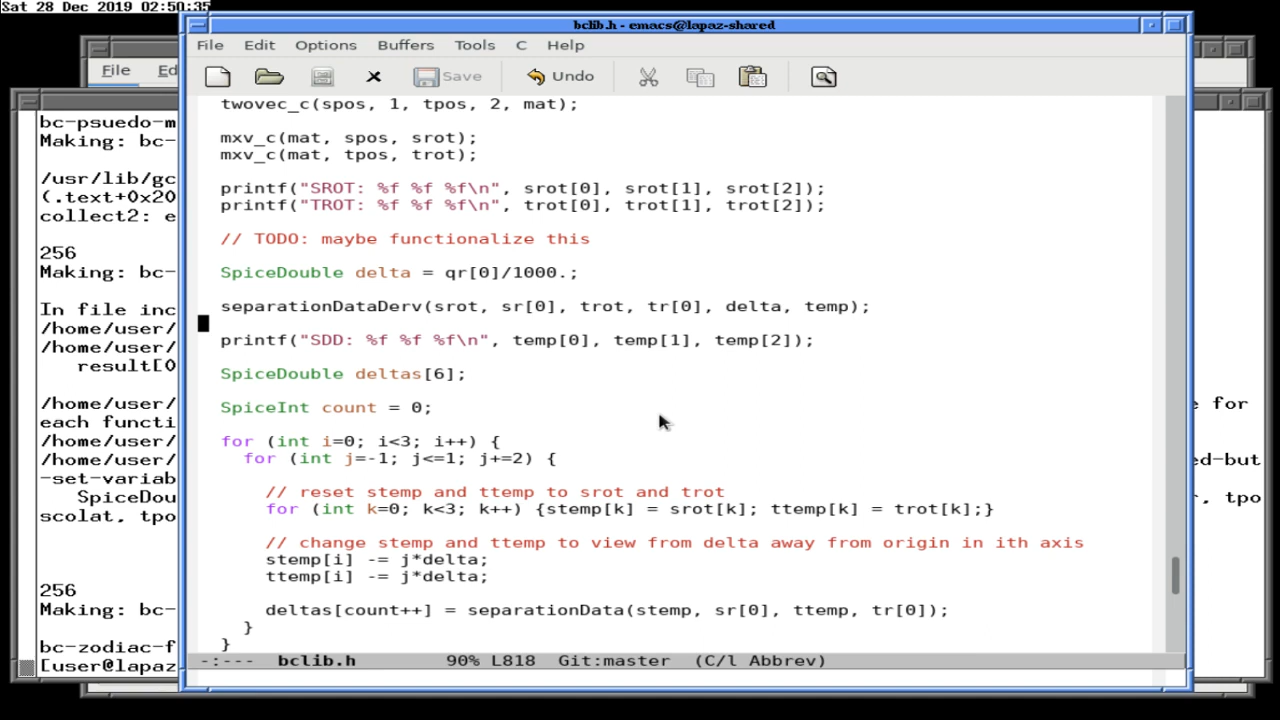 Sat 28 Dec 2019 02:50:35
bclib.h - emacs@lapaz-shared
File Edit Options Buffers Tools C Help
Save Undo
File Ed
twovec_c(spos, 1, tpos, 2, mat);
mxv_c(mat, spos, srot);
mxv_c(mat, tpos, trot);
printf("SROT: %f %f %f\n", srot[0], srot[1], srot[2]);
printf("TROT: %f %f %f\n", trot[0], trot[1], trot[2]);
// TODO: maybe functionalize this
SpiceDouble delta = qr[0]/1000.;
separationDataDerv(srot, sr[0], trot, tr[0], delta, temp);
printf("SDD: %f %f %f\n", temp[0], temp[1], temp[2]);
SpiceDouble deltas[6];
SpiceInt count = 0;
for (int i=0; i<3; i++) {
for (int j=-1; j<=1; j+=2) {
// reset stemp and ttemp to srot and trot
for (int k=0; k<3; k++) {stemp[k] = srot[k]; ttemp[k] = trot[k];}
// change stemp and ttemp to view from delta away from origin in ith axis
stemp[i] -= j*delta;
ttemp[i] -= j*delta;
deltas[count++] = separationData(stemp, sr[0], ttemp, tr[0]);
}
}
-:--- bclib.h 90% L818 Git:master (C/l Abbrev)
bc-psuedo-m
Making: bc-
/usr/lib/gc
(.text+0x20
collect2: e
256
Making: bc-
In file inc
/home/user/
/home/user/
result[0
/home/user/ e for
each functi
/home/user/
/home/user/ ed-but
-set-variab
SpiceDou r, tpo
scolat, tpo
256
Making: bc-
bc-zodiac-f
[user@lapaz